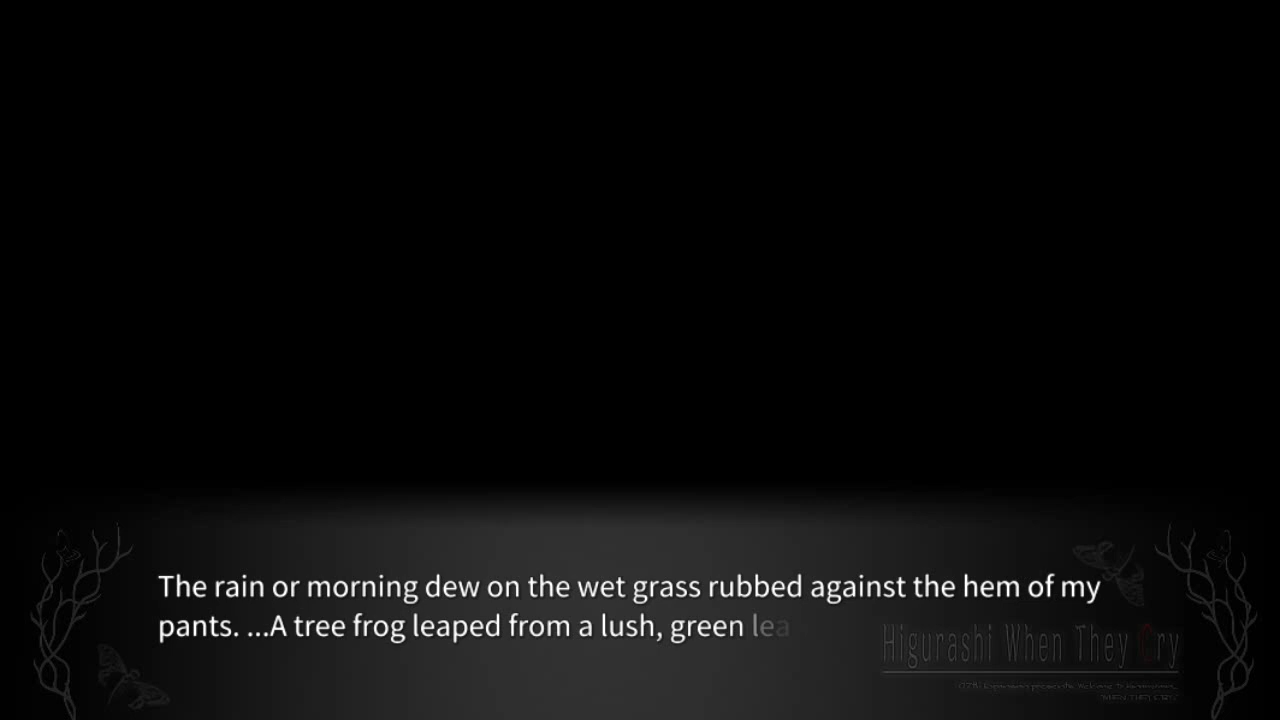 The rain or morning dew on the wet grass rubbed against the hem of my
pants. ...A tree frog leaped from a lush, green lea
Higurashi When They Cry